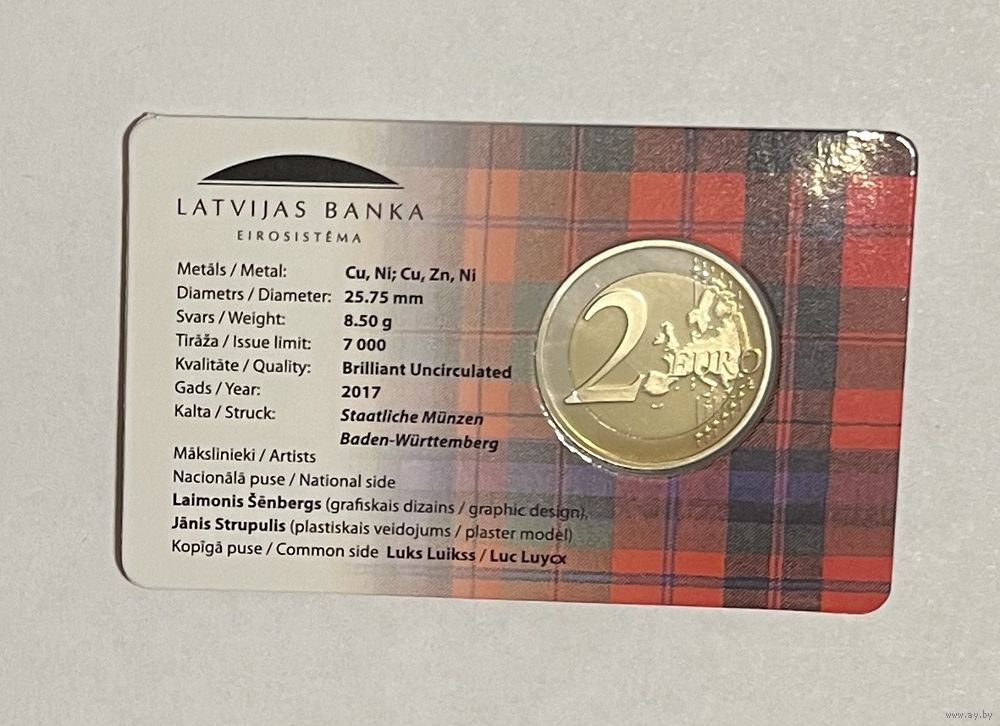 LATVIJAS BANKA
EIROSISTĒMA
Metāls / Metal: Cu, Ni; Cu, Zn, Ni
Diametrs / Diameter: 25.75 mm
Svars / Weight: 8.50 g
Tirāža / Issue limit: 7 000
Kvalitāte / Quality: Brilliant Uncirculated
Gads / Year: 2017
Kalta / Struck: Staatliche Münzen
Baden-Württemberg
Mākslinieki / Artists
Nacionālā puse / National side
Laimonis Šēnbergs (grafiskais dizains / graphic design),
Jānis Strupulis (plastiskais veidojums / plaster model)
Kopīgā puse / Common side Luks Luikss / Luc Luycx
2 EURO
www.ay.by